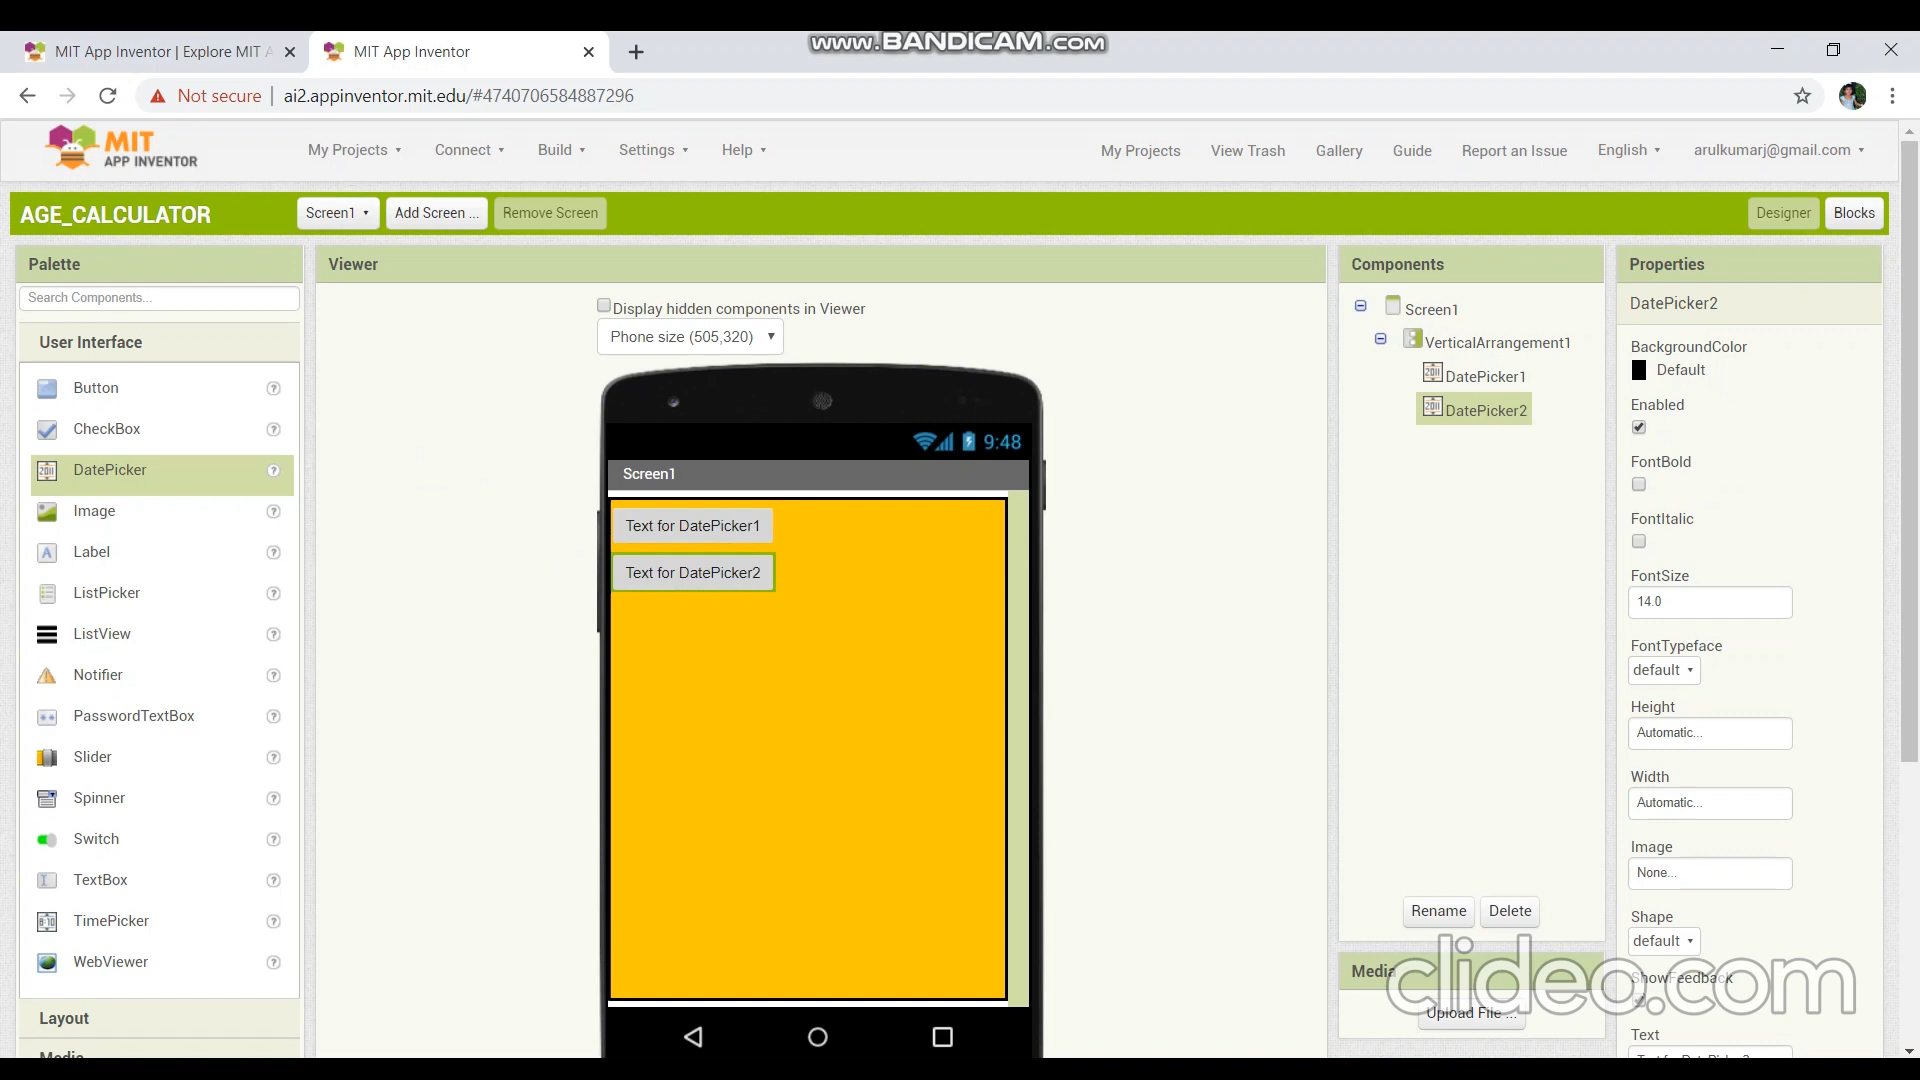 www.BANDICAM.com
MIT App Inventor | Explore MIT A
MIT App Inventor
Not secure | ai2.appinventor.mit.edu/#4740706584887296
MIT
APP INVENTOR
My Projects Connect Build Settings Help
My Projects View Trash Gallery Guide Report an Issue English arulkumarj@gmail.com
AGE_CALCULATOR
Screen1 Add Screen ... Remove Screen
Designer Blocks
Palette
Search Components...
User Interface
Button
CheckBox
DatePicker
Image
Label
ListPicker
ListView
Notifier
PasswordTextBox
Slider
Spinner
Switch
TextBox
TimePicker
WebViewer
Layout
Media
Viewer
Display hidden components in Viewer
Phone size (505,320)
9:48
Screen1
Text for DatePicker1
Text for DatePicker2
Components
Screen1
VerticalArrangement1
DatePicker1
DatePicker2
Rename Delete
Media
Upload File ...
Properties
DatePicker2
BackgroundColor
Default
Enabled
FontBold
FontItalic
FontSize
14.0
FontTypeface
default
Height
Automatic...
Width
Automatic...
Image
None...
Shape
default
ShowFeedback
Text
Text for DatePicker2
clideo.com